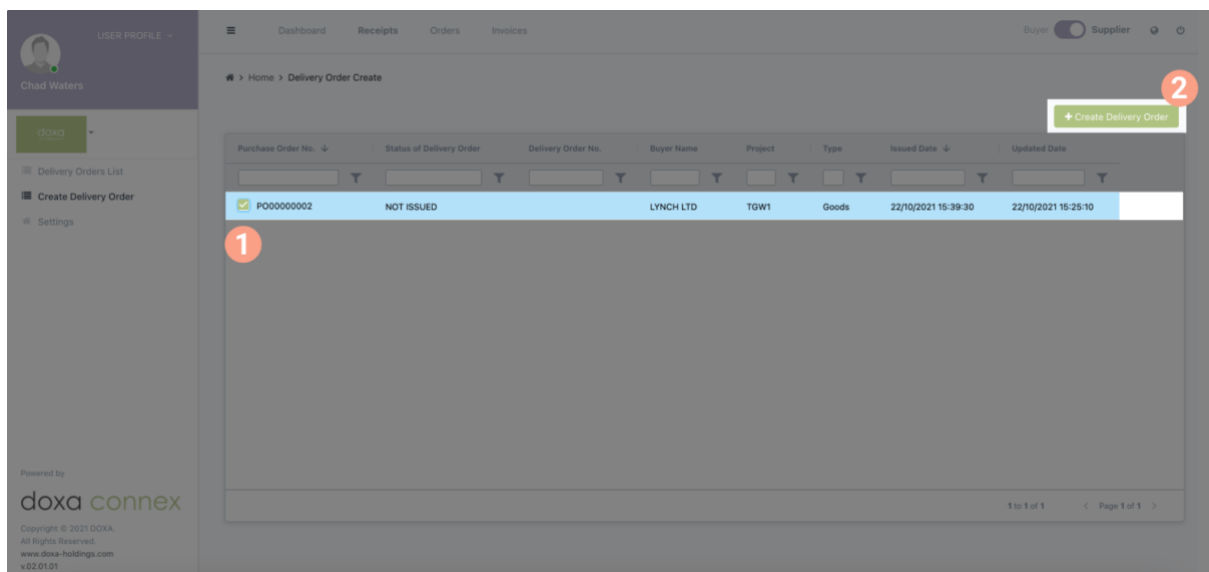 USER PROFILE
Chad Waters
doxa
Delivery Orders List
Create Delivery Order
Settings
Powered by
doxa connex
Copyright © 2021 DOXA.
All Rights Reserved.
www.doxa-holdings.com
v.02.01.01
Dashboard Receipts Orders Invoices
Buyer Supplier
> Home > Delivery Order Create
2
+ Create Delivery Order
Purchase Order No. Status of Delivery Order Delivery Order No. Buyer Name Project Type Issued Date Updated Date
PO00000002 NOT ISSUED LYNCH LTD TGW1 Goods 22/10/2021 15:39:30 22/10/2021 15:25:10
1
1 to 1 of 1 < Page 1 of 1 >